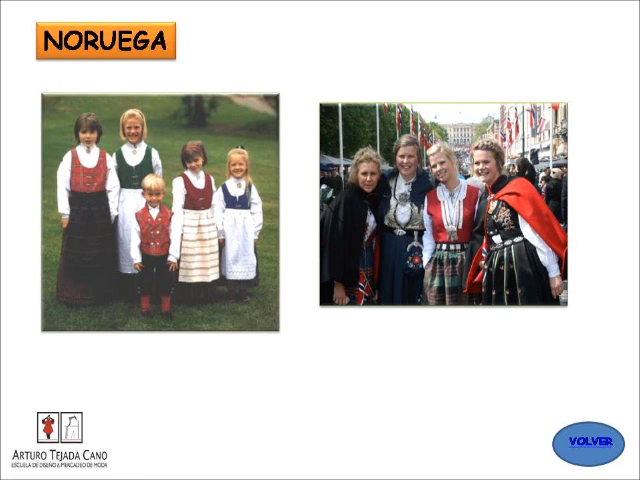 NORUEGA
ARTURO TEJADA CANO
ESCUELA DE DISEÑO & MERCADEO DE MODA
VOLVER